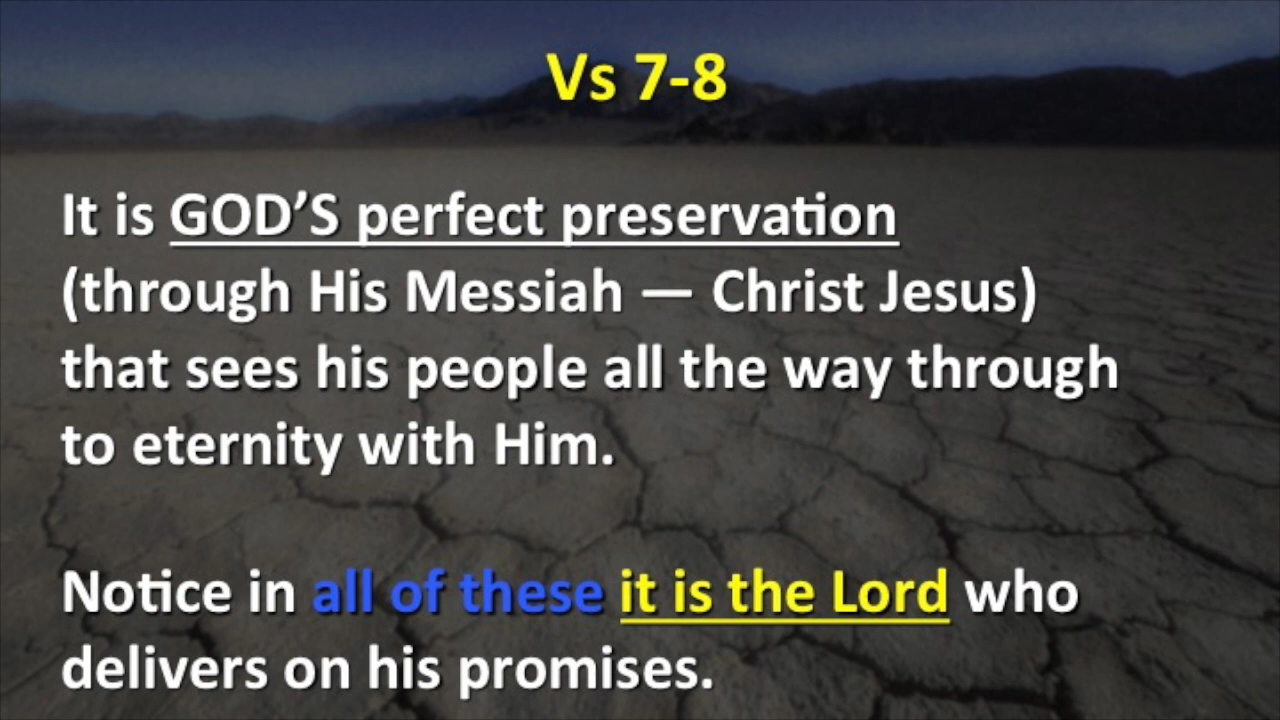 Vs 7-8
It is GOD’S perfect preservation
(through His Messiah — Christ Jesus)
that sees his people all the way through
to eternity with Him.
Notice in all of these it is the Lord who
delivers on his promises.